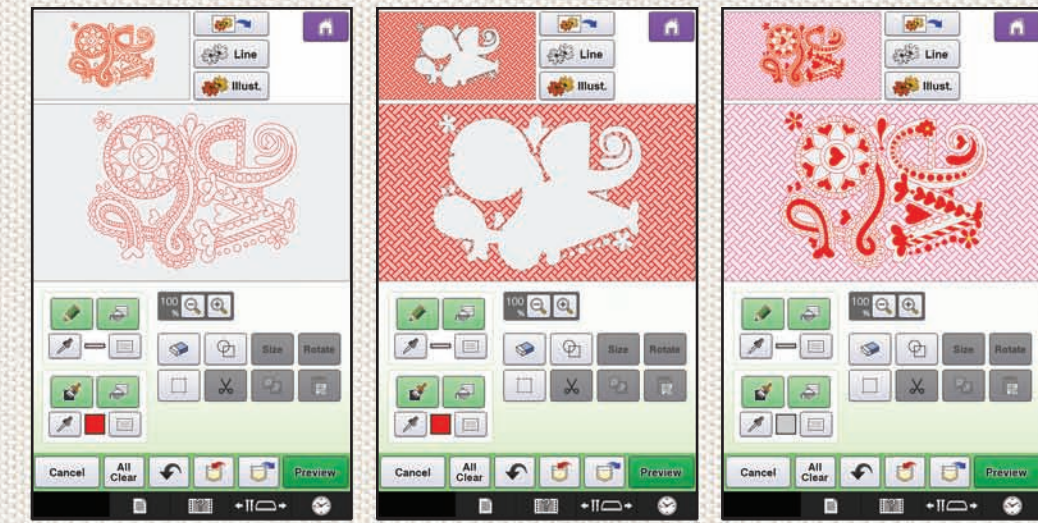 Line
Illust.
100 %
Size
Rotate
Cancel
All Clear
Preview
Line
Illust.
100 %
Size
Rotate
Cancel
All Clear
Preview
Line
Illust.
100 %
Size
Rotate
Cancel
All Clear
Preview